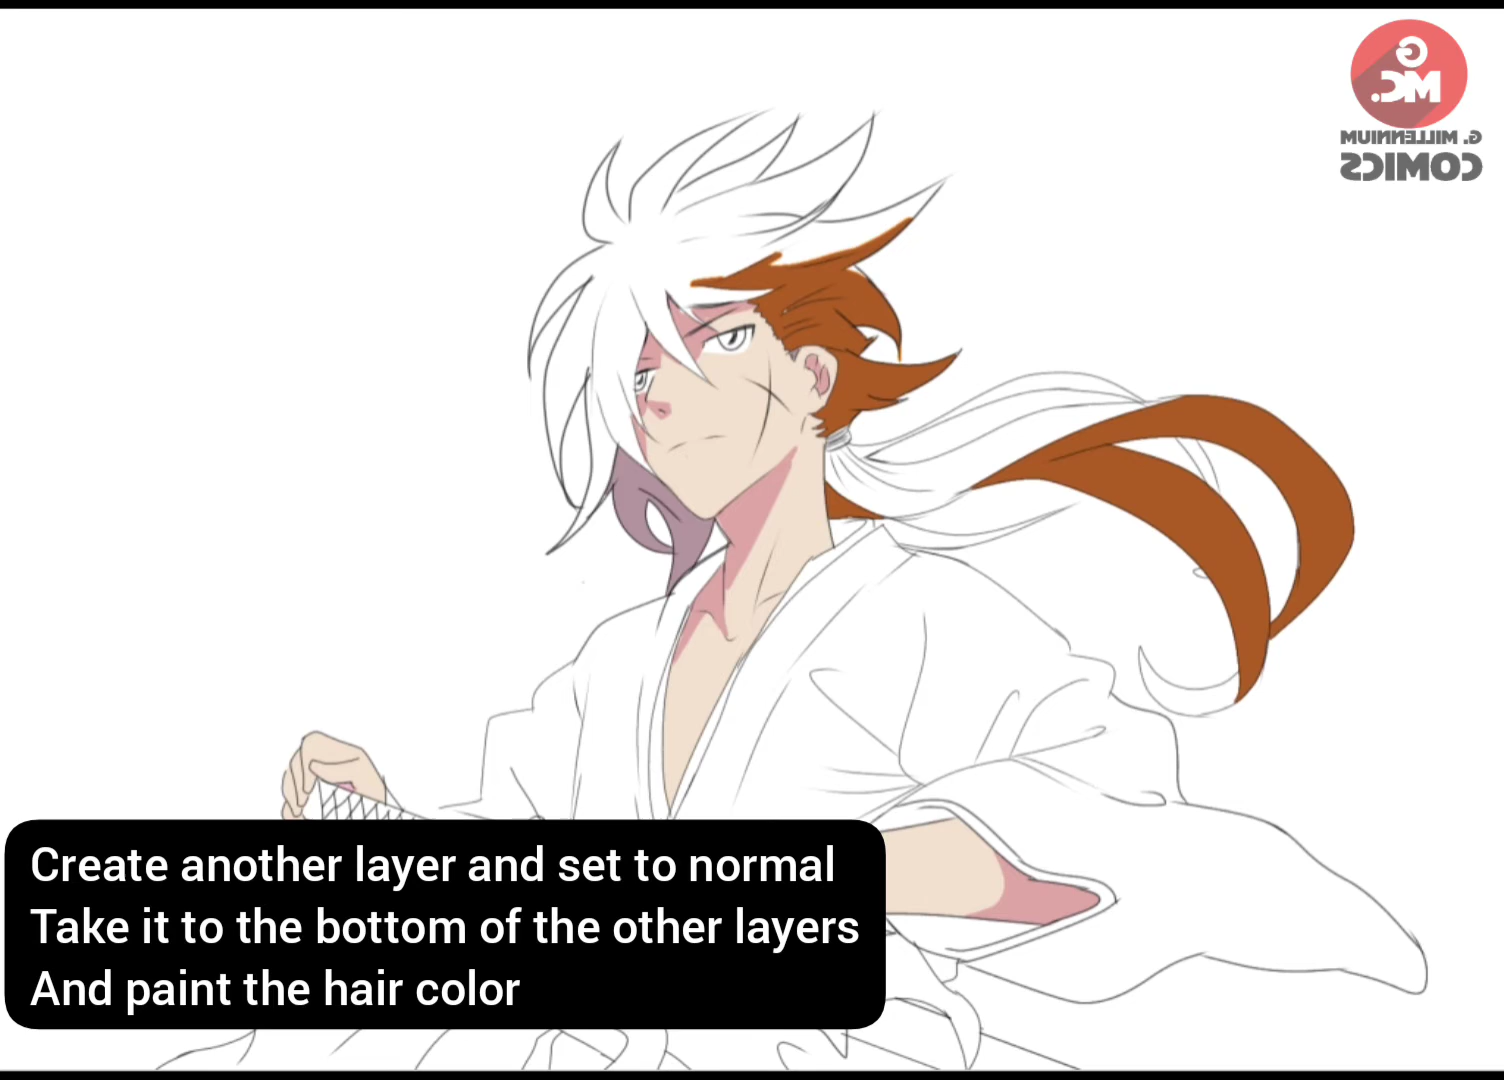 G
MC.
G. MILLENNIUM
COMICS
Create another layer and set to normal
Take it to the bottom of the other layers
And paint the hair color